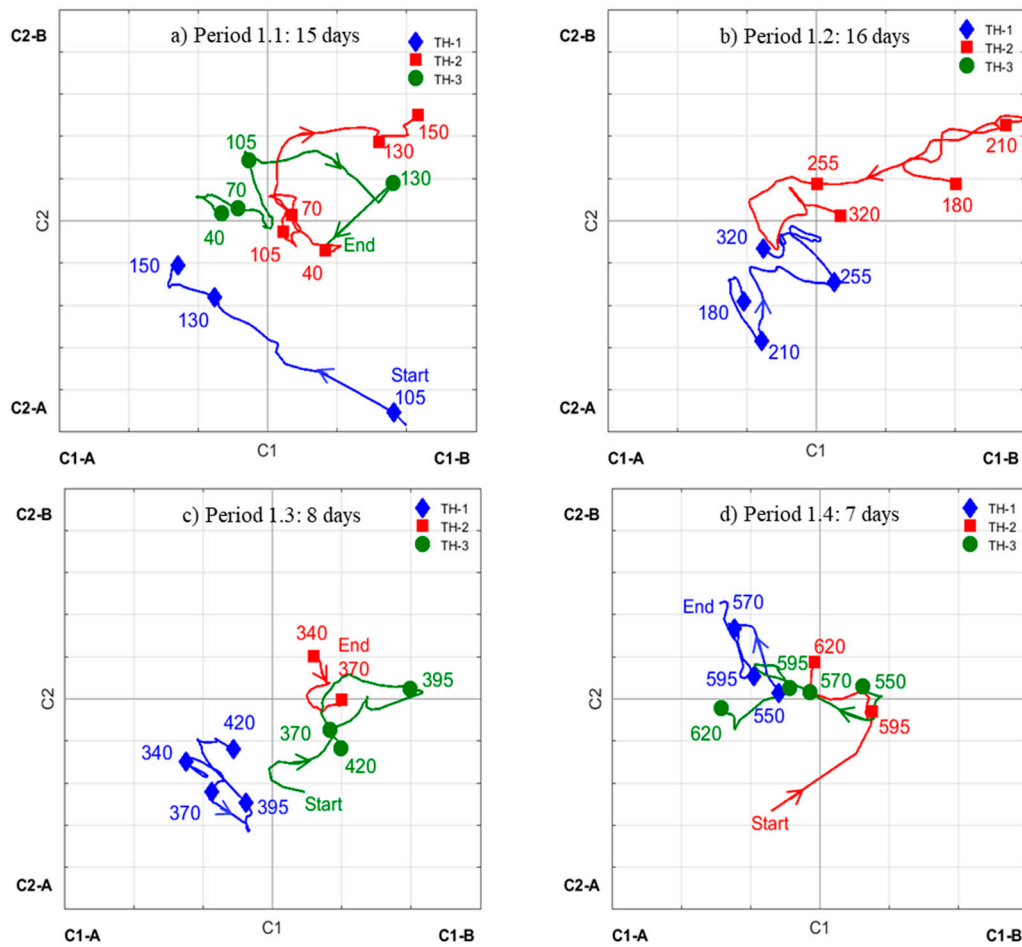 C2-B
a) Period 1.1: 15 days
TH-1
TH-2
TH-3
105
150
130
130
70
70
40
105
40
End
C2
150
130
Start
105
C2-A
C1-A
C1
C1-B
C2-B
b) Period 1.2: 16 days
TH-1
TH-2
TH-3
210
255
180
320
320
C2
255
180
210
C2-A
C1-A
C1
C1-B
C2-B
c) Period 1.3: 8 days
TH-1
TH-2
TH-3
340
End
370
395
C2
420
370
340
420
370
395
Start
C2-A
C1-A
C1
C1-B
C2-B
d) Period 1.4: 7 days
TH-1
TH-2
TH-3
End
570
620
595
595
570
550
C2
550
620
595
Start
C2-A
C1-A
C1
C1-B